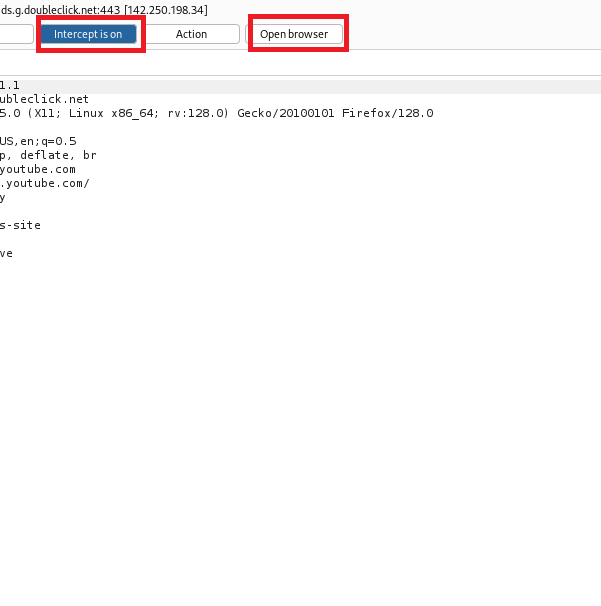 ds.g.doubleclick.net:443 [142.250.198.34]
Intercept is on Action Open browser
1.1
ubleclick.net
5.0 (X11; Linux x86_64; rv:128.0) Gecko/20100101 Firefox/128.0
US,en;q=0.5
p, deflate, br
youtube.com
.youtube.com/
y
s-site
ve